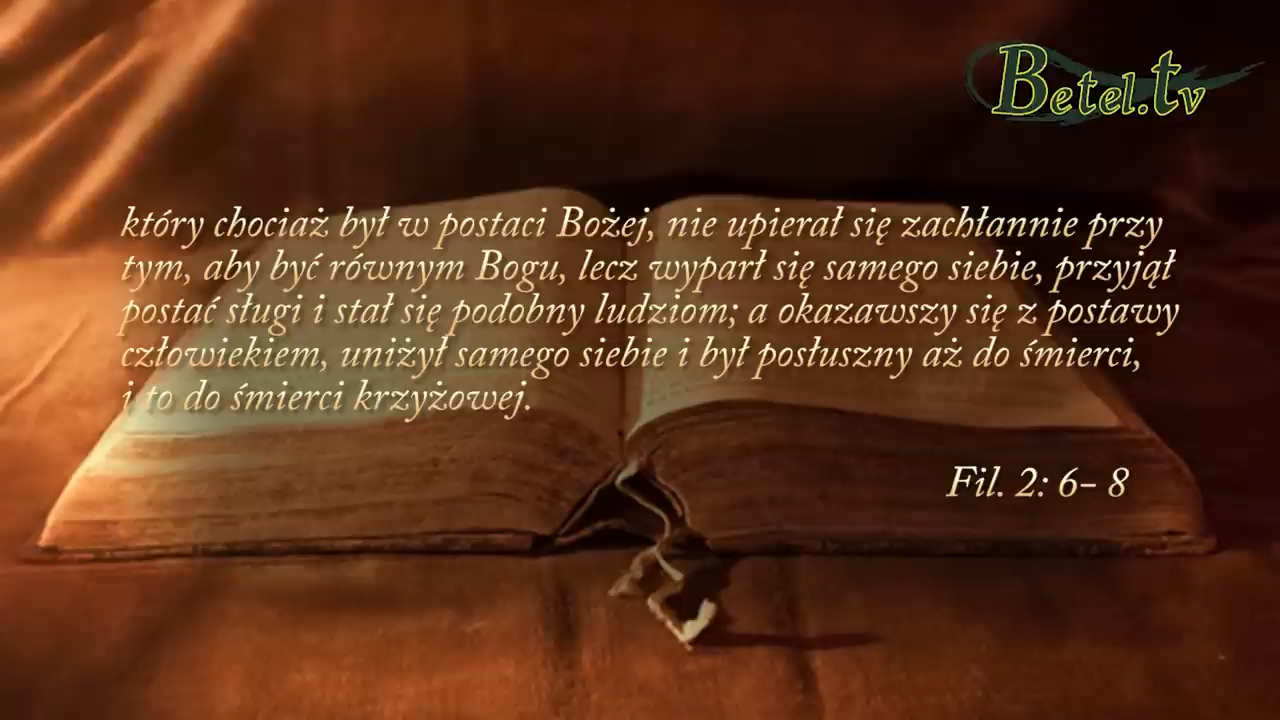 Betel.tv
który chociaż był w postaci Bożej, nie upierał się zachłannie przy
tym, aby być równym Bogu, lecz wyparł się samego siebie, przyjął
postać sługi i stał się podobny ludziom; a okazawszy się z postawy
człowiekiem, uniżył samego siebie i był posłuszny aż do śmierci,
i to do śmierci krzyżowej.
Fil. 2: 6– 8